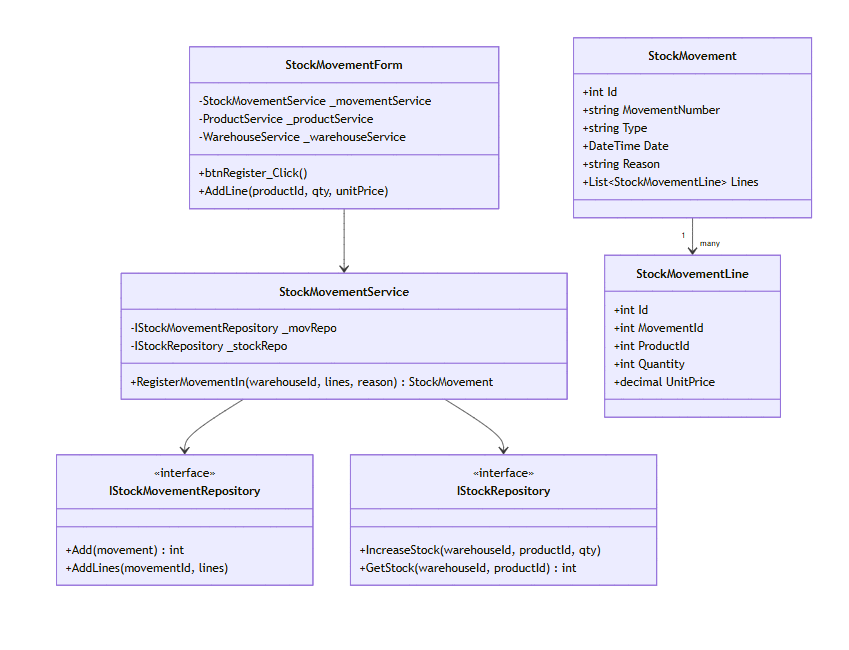 StockMovementForm
-StockMovementService _movementService
-ProductService _productService
-WarehouseService _warehouseService
+btnRegister_Click()
+AddLine(productId, qty, unitPrice)
StockMovement
+int Id
+string MovementNumber
+string Type
+DateTime Date
+string Reason
+List<StockMovementLine> Lines
1
many
StockMovementLine
+int Id
+int MovementId
+int ProductId
+int Quantity
+decimal UnitPrice
StockMovementService
-IStockMovementRepository _movRepo
-IStockRepository _stockRepo
+RegisterMovementIn(warehouseId, lines, reason) : StockMovement
«interface»
IStockMovementRepository
+Add(movement) : int
+AddLines(movementId, lines)
«interface»
IStockRepository
+IncreaseStock(warehouseId, productId, qty)
+GetStock(warehouseId, productId) : int